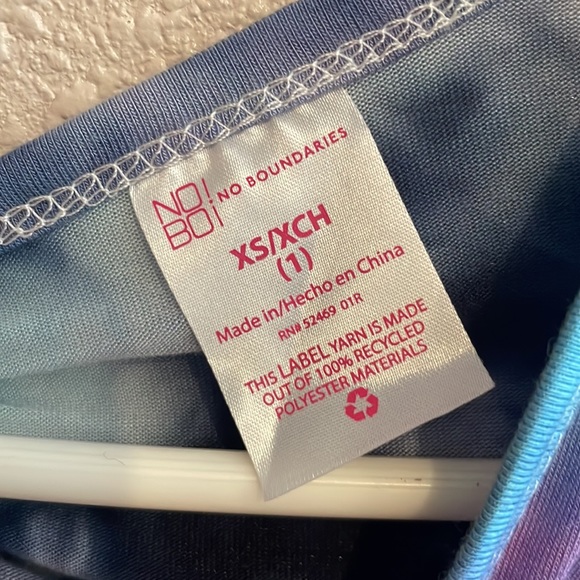 NO!
BO¡
NO BOUNDARIES
XS/XCH
(1)
Made in/Hecho en China
RN# 52469 01R
THIS LABEL YARN IS MADE
OUT OF 100% RECYCLED
POLYESTER MATERIALS